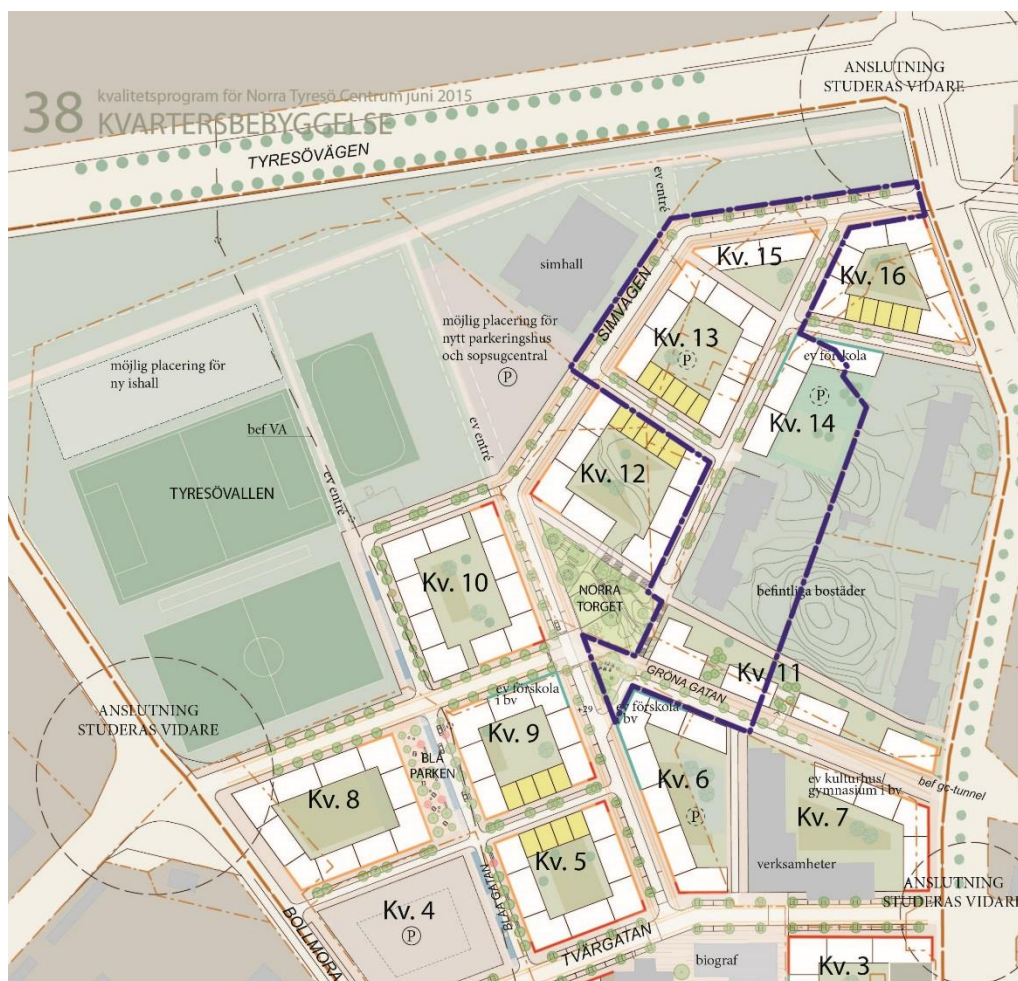 38 kvalitetsprogram för Norra Tyresö Centrum juni 2015
KVARTERSBEBYGGELSE
ANSLUTNING
STUDERAS VIDARE
TYRESÖVÄGEN
ev entré
simhall
SIMVÄGEN
Kv. 15
Kv. 16
Kv. 13
P
möjlig placering för
nytt parkeringshus
och sopsugcentral
P
möjlig placering för
ny ishall
ev förskola
P
Kv. 14
bef VA
ev entré
Kv. 12
TYRESÖVALLEN
ev entré
Kv. 10
NORRA
TORGET
befintliga bostäder
Kv. 11
GRÖNA GATAN
ev förskola
i bv
+29
ev förskola
i bv
ANSLUTNING
STUDERAS VIDARE
Kv. 9
BLÅ
PARKEN
Kv. 8
Kv. 6
P
ev kulturhus/
gymnasium i bv
bef gc-tunnel
Kv. 7
verksamheter
Kv. 5
ANSLUTNING
STUDERAS VIDARE
Kv. 4
P
BLÅA GATAN
BOLLMORA
TVÄRGATAN
biograf
Kv. 3